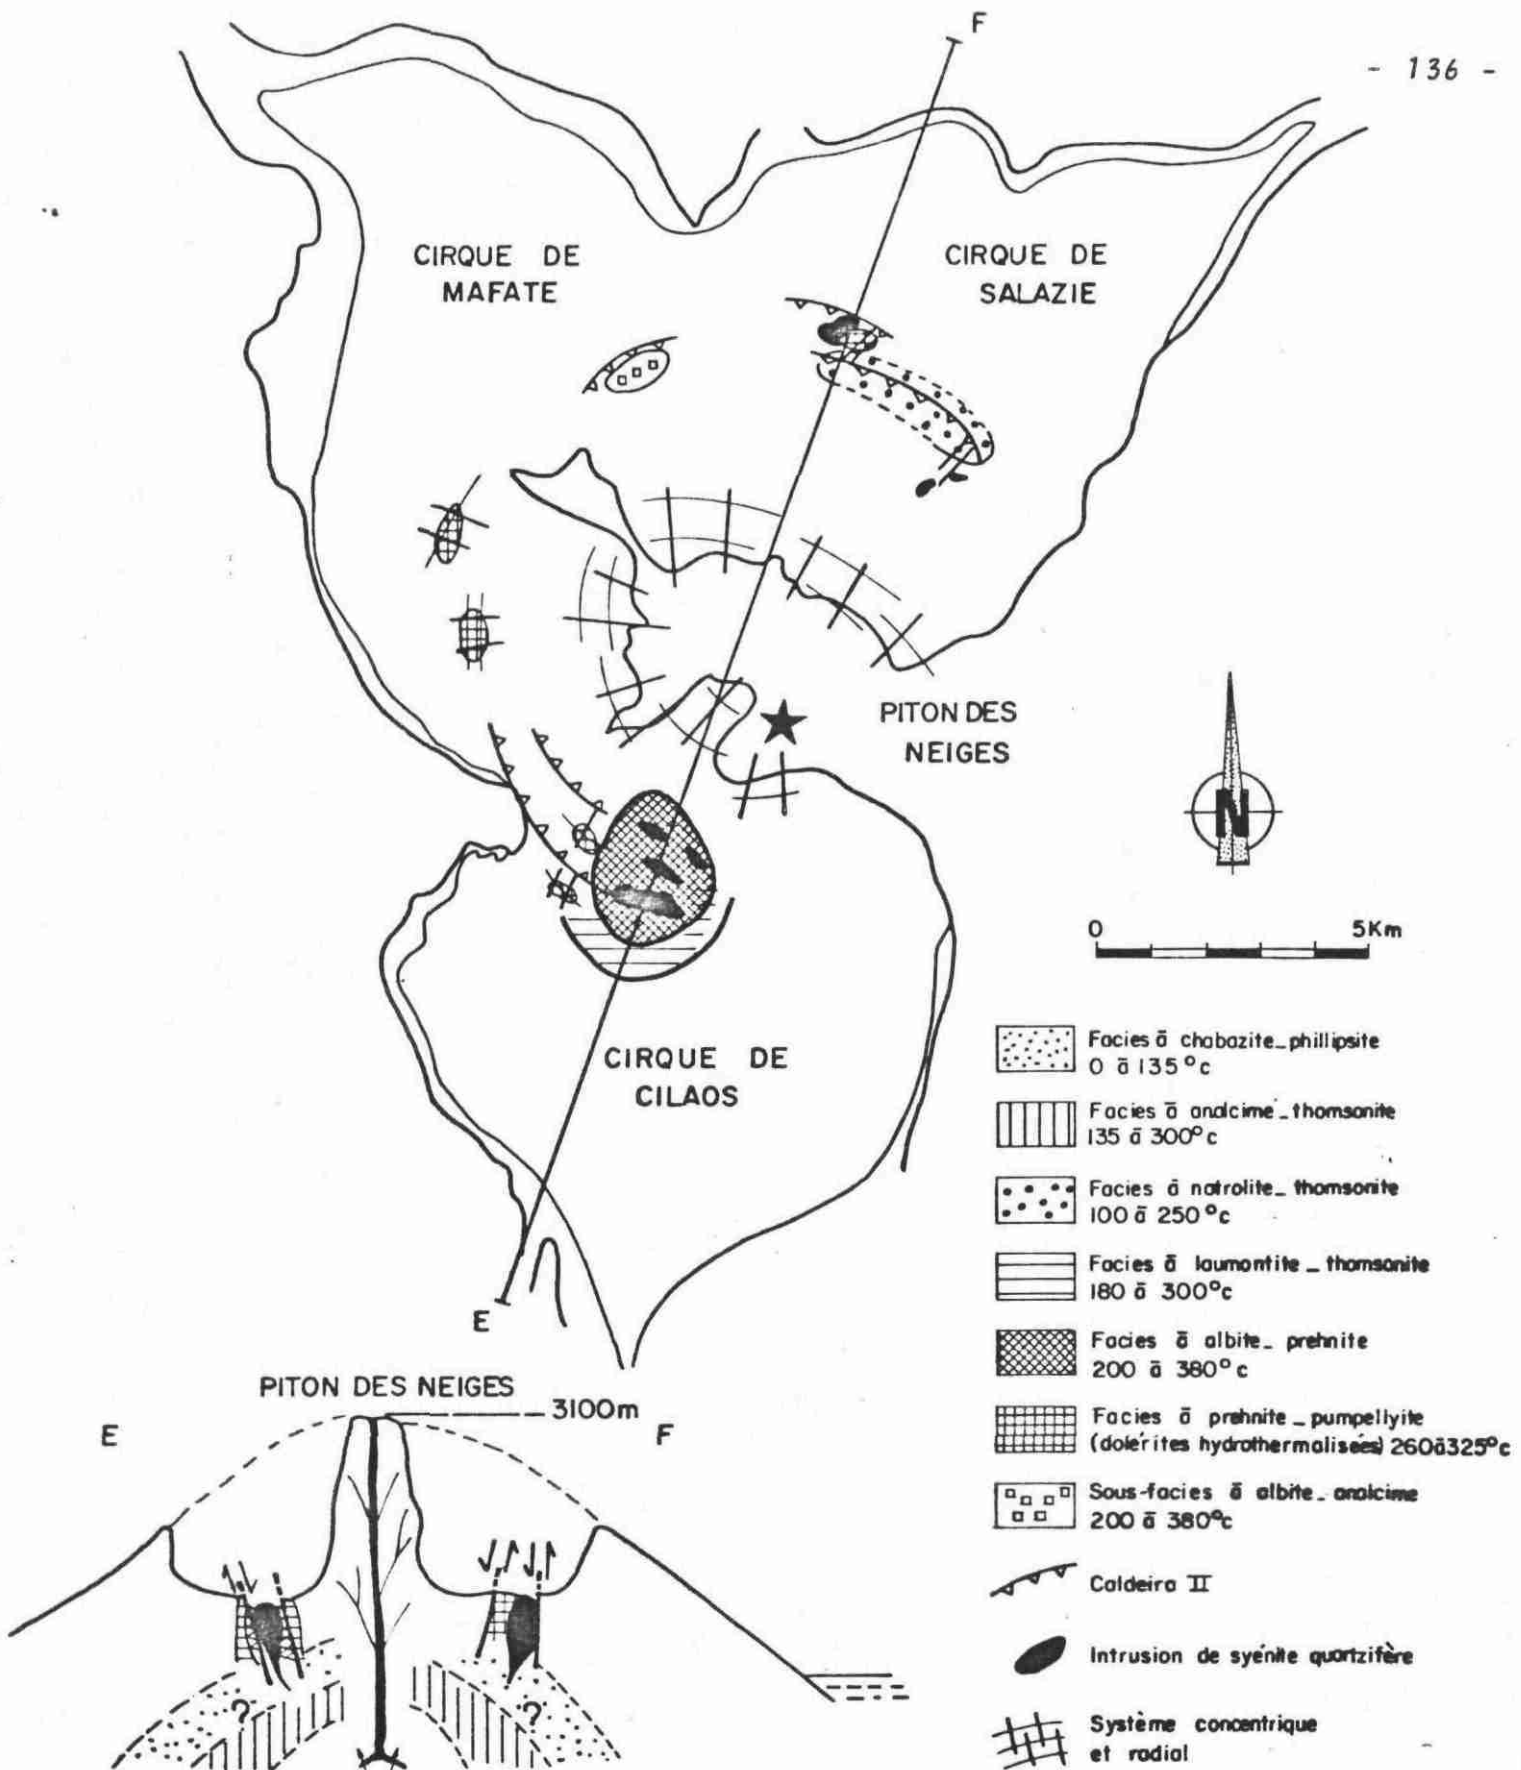 F
- 136 -
CIRQUE DE
MAFATE
CIRQUE DE
SALAZIE
PITON DES
NEIGES
N
0 5Km
CIRQUE DE
CILAOS
E
Facies ā chabazite_phillipsite
0 ā 135°c
Facies ā analcime_thomsonite
135 ā 300°c
Facies ā natrolite_thomsonite
100 ā 250°c
Facies ā laumontite_thomsonite
180 ā 300°c
Facies ā albite_prehnite
200 ā 380°c
Facies ā prehnite_pumpellyite
(dolérites hydrothermalisées) 260ā325°c
Sous-facies ā albite_analcime
200 ā 380°c
Caldeira II
Intrusion de syénite quartzifère
Système concentrique
et radial
PITON DES NEIGES
3100m
E F
? ?